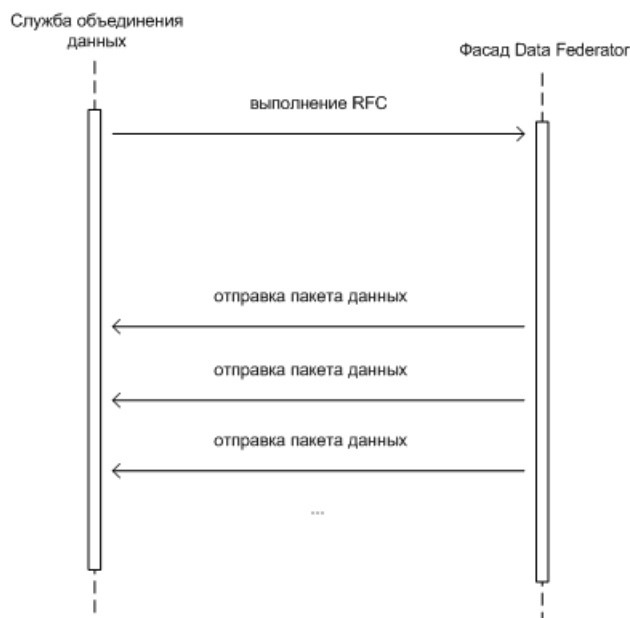 Служба объединения
данных
Фасад Data Federator
выполнение RFC
отправка пакета данных
отправка пакета данных
отправка пакета данных
...